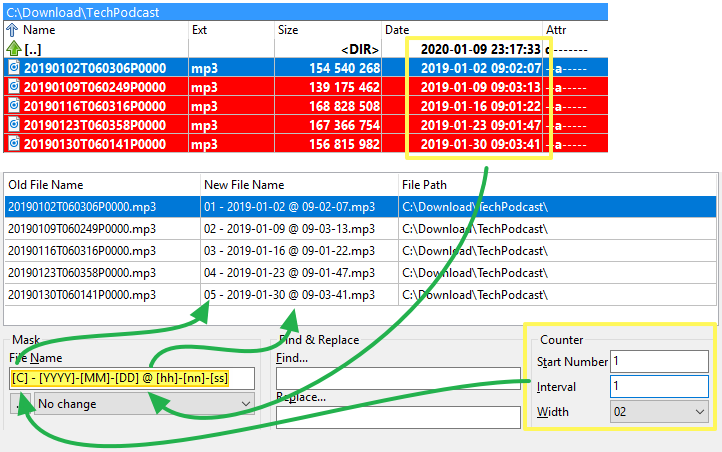 C:\Download\TechPodcast
Name Ext Size Date Attr
[..] <DIR> 2020-01-09 23:17:33 d-------
20190102T060306P0000 mp3 154 540 268 2019-01-02 09:02:07 --a-----
20190109T060249P0000 mp3 139 175 462 2019-01-09 09:03:13 --a-----
20190116T060316P0000 mp3 168 828 508 2019-01-16 09:01:22 --a-----
20190123T060358P0000 mp3 167 366 754 2019-01-23 09:01:47 --a-----
20190130T060141P0000 mp3 156 815 982 2019-01-30 09:03:41 --a-----
Old File Name New File Name File Path
20190102T060306P0000.mp3 01 - 2019-01-02 @ 09-02-07.mp3 C:\Download\TechPodcast\
20190109T060249P0000.mp3 02 - 2019-01-09 @ 09-03-13.mp3 C:\Download\TechPodcast\
20190116T060316P0000.mp3 03 - 2019-01-16 @ 09-01-22.mp3 C:\Download\TechPodcast\
20190123T060358P0000.mp3 04 - 2019-01-23 @ 09-01-47.mp3 C:\Download\TechPodcast\
20190130T060141P0000.mp3 05 - 2019-01-30 @ 09-03-41.mp3 C:\Download\TechPodcast\
Mask Find & Replace Counter
File Name Find... Start Number 1
[C] - [YYYY]-[MM]-[DD] @ [hh]-[nn]-[ss] Interval 1
... No change Replace... Width 02